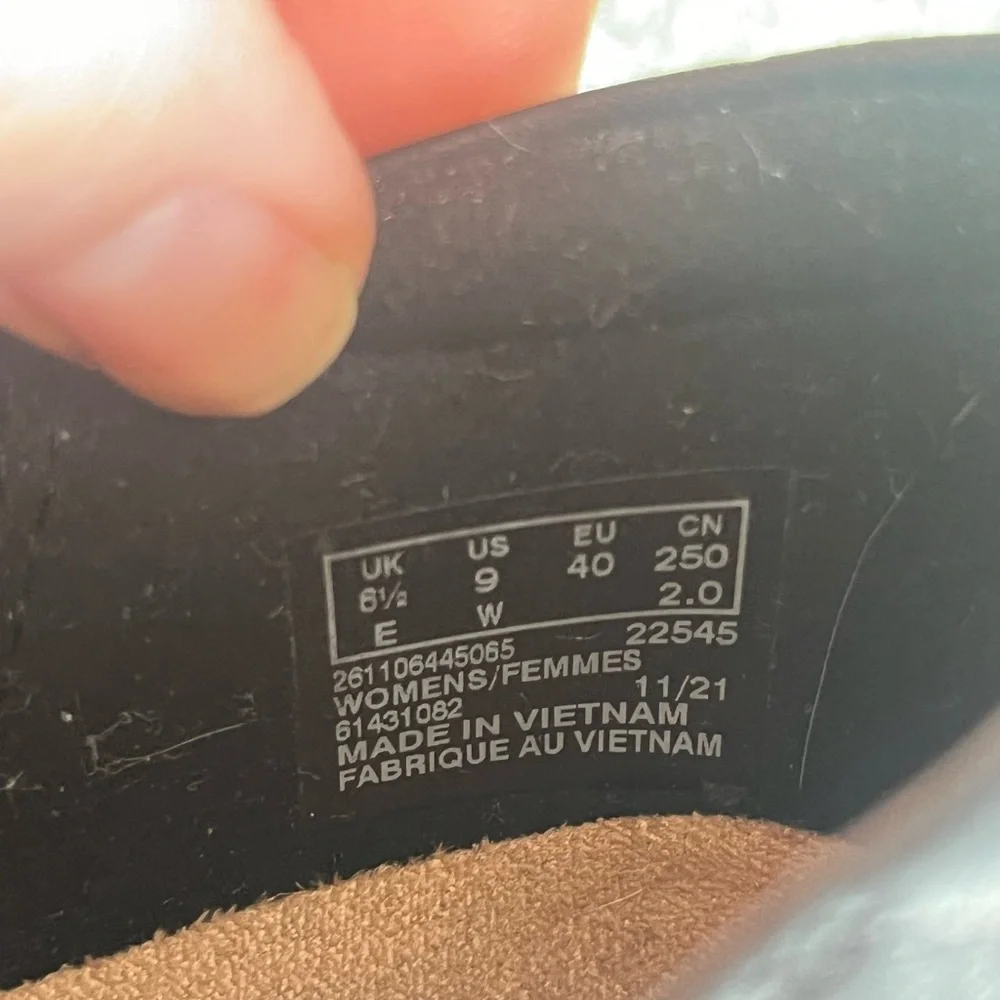 UK US EU CN
6½ 9 40 250
E W 2.0
261106445065 22545
WOMENS/FEMMES
61431082 11/21
MADE IN VIETNAM
FABRIQUE AU VIETNAM